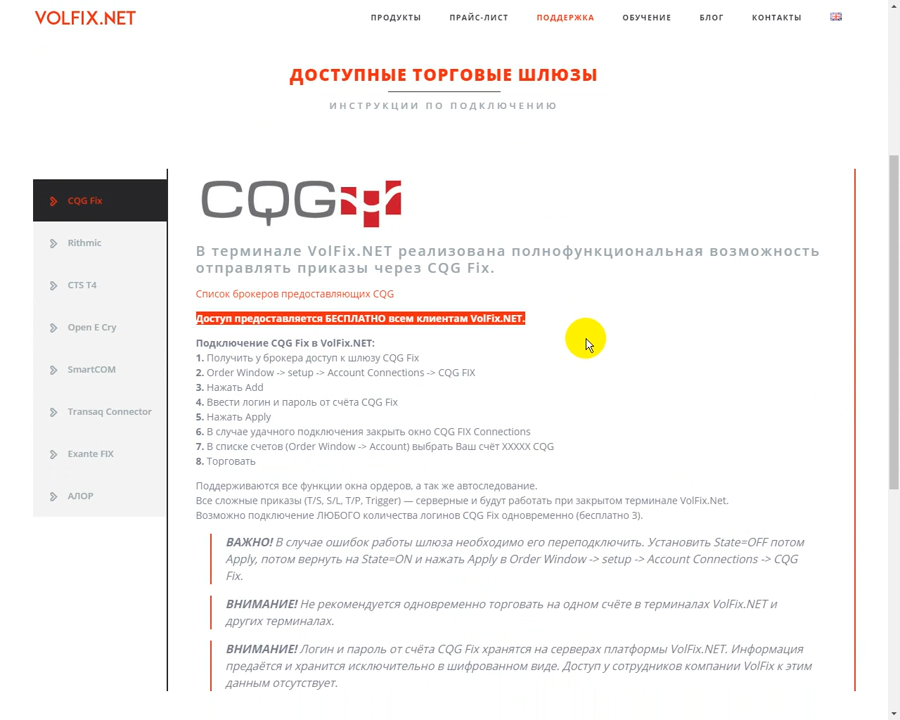 VOLFIX.NET
ПРОДУКТЫ ПРАЙС-ЛИСТ ПОДДЕРЖКА ОБУЧЕНИЕ БЛОГ КОНТАКТЫ
ДОСТУПНЫЕ ТОРГОВЫЕ ШЛЮЗЫ
ИНСТРУКЦИИ ПО ПОДКЛЮЧЕНИЮ
CQG Fix
Rithmic
CTS T4
Open E Cry
SmartCOM
Transaq Connector
Exante FIX
АЛОР
CQG
В терминале VolFix.NET реализована полнофункциональная возможность
отправлять приказы через CQG Fix.
Список брокеров предоставляющих CQG
Доступ предоставляется БЕСПЛАТНО всем клиентам VolFix.NET.
Подключение CQG Fix в VolFix.NET:
1. Получить у брокера доступ к шлюзу CQG Fix
2. Order Window -> setup -> Account Connections -> CQG FIX
3. Нажать Add
4. Ввести логин и пароль от счёта CQG Fix
5. Нажать Apply
6. В случае удачного подключения закрыть окно CQG FIX Connections
7. В списке счетов (Order Window -> Account) выбрать Ваш счёт XXXXX CQG
8. Торговать
Поддерживаются все функции окна ордеров, а так же автоследование.
Все сложные приказы (T/S, S/L, T/P, Trigger) — серверные и будут работать при закрытом терминале VolFix.Net.
Возможно подключение ЛЮБОГО количества логинов CQG Fix одновременно (бесплатно 3).
ВАЖНО! В случае ошибок работы шлюза необходимо его переподключить. Установить State=OFF потом
Apply, потом вернуть на State=ON и нажать Apply в Order Window -> setup -> Account Connections -> CQG
Fix.
ВНИМАНИЕ! Не рекомендуется одновременно торговать на одном счёте в терминалах VolFix.NET и
других терминалах.
ВНИМАНИЕ! Логин и пароль от счёта CQG Fix хранятся на серверах платформы VolFix.NET. Информация
предаётся и хранится исключительно в шифрованном виде. Доступ у сотрудников компании VolFix к этим
данным отсутствует.